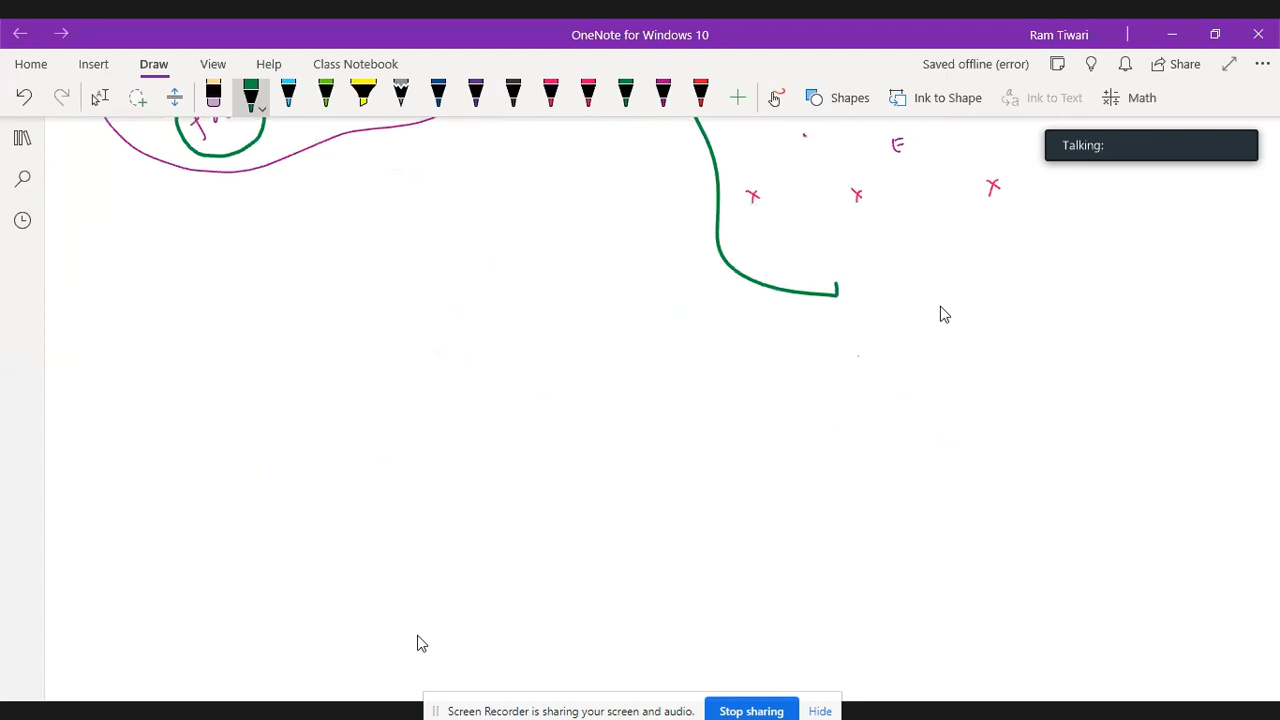 OneNote for Windows 10
Ram Tiwari
Home Insert Draw View Help Class Notebook
Saved offline (error)
Share
Shapes
Ink to Shape
Ink to Text
Math
Talking:
E
x x x
Screen Recorder is sharing your screen and audio.
Stop sharing
Hide